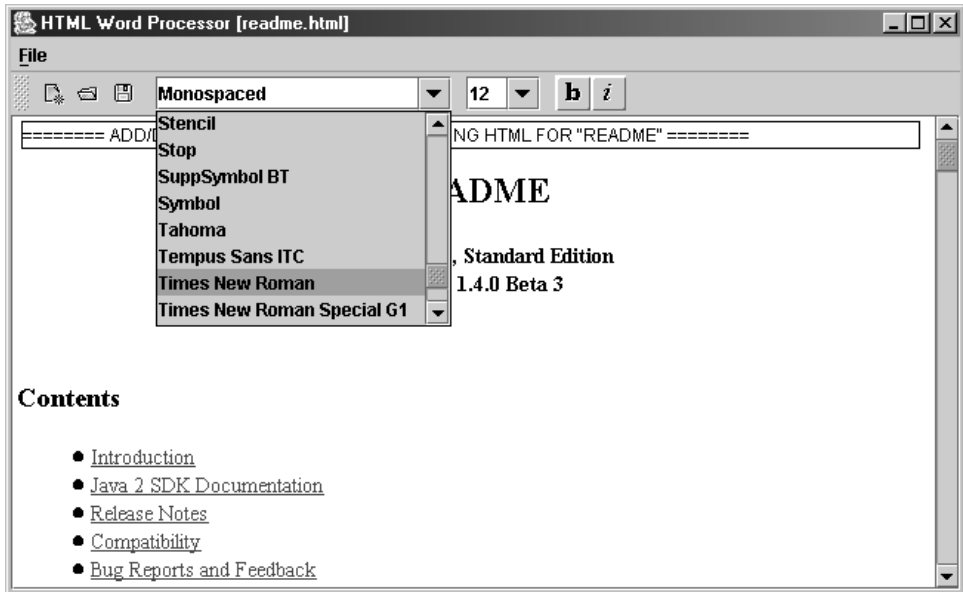 HTML Word Processor [readme.html]
File
Monospaced 12 b i
======== ADD/ NG HTML FOR "README" ========
Stencil
Stop
SuppSymbol BT
Symbol
Tahoma
Tempus Sans ITC
Times New Roman
Times New Roman Special G1
ADME
, Standard Edition
1.4.0 Beta 3
Contents
Introduction
Java 2 SDK Documentation
Release Notes
Compatibility
Bug Reports and Feedback